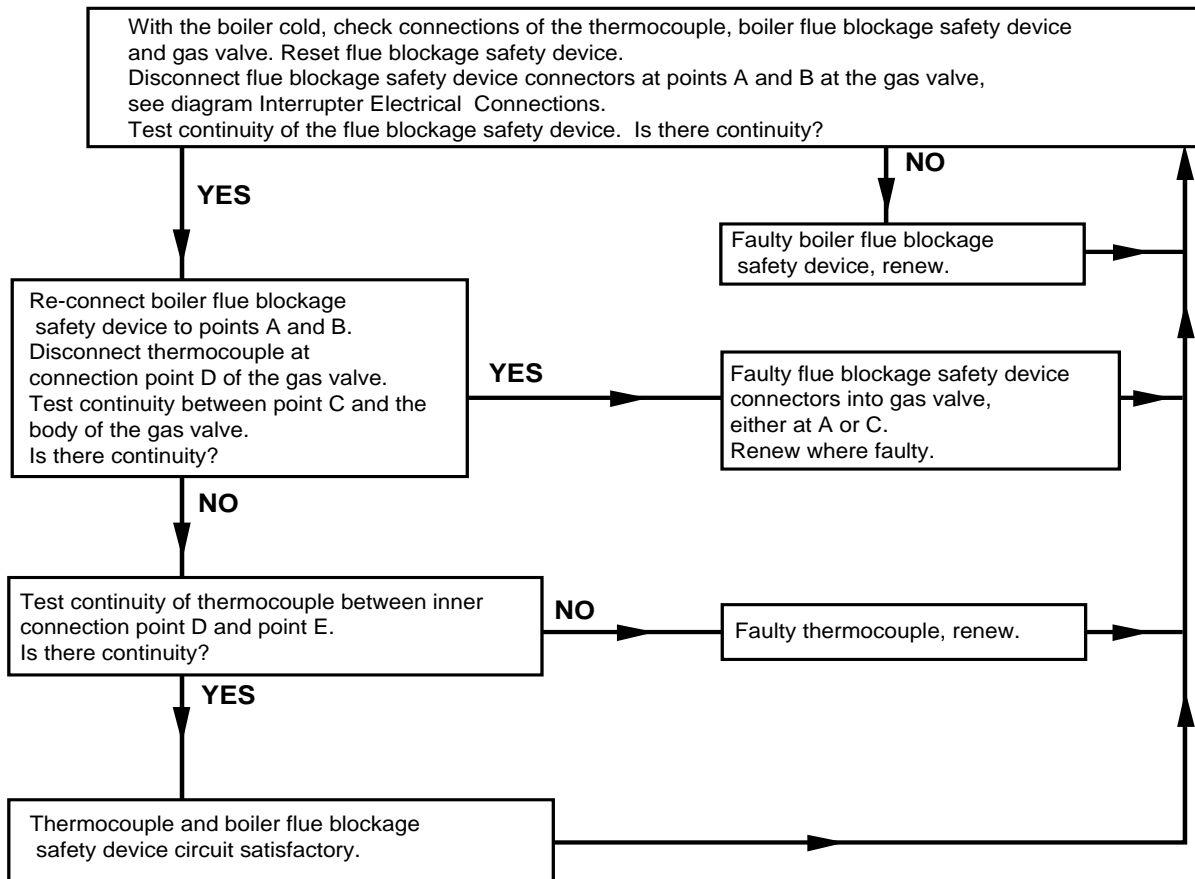 With the boiler cold, check connections of the thermocouple, boiler flue blockage safety device
and gas valve. Reset flue blockage safety device.
Disconnect flue blockage safety device connectors at points A and B at the gas valve,
see diagram Interrupter Electrical Connections.
Test continuity of the flue blockage safety device. Is there continuity?
YES
NO
Faulty boiler flue blockage
safety device, renew.
Re-connect boiler flue blockage
safety device to points A and B.
Disconnect thermocouple at
connection point D of the gas valve.
Test continuity between point C and the
body of the gas valve.
Is there continuity?
YES
Faulty flue blockage safety device
connectors into gas valve,
either at A or C.
Renew where faulty.
NO
Test continuity of thermocouple between inner
connection point D and point E.
Is there continuity?
NO
Faulty thermocouple, renew.
YES
Thermocouple and boiler flue blockage
safety device circuit satisfactory.